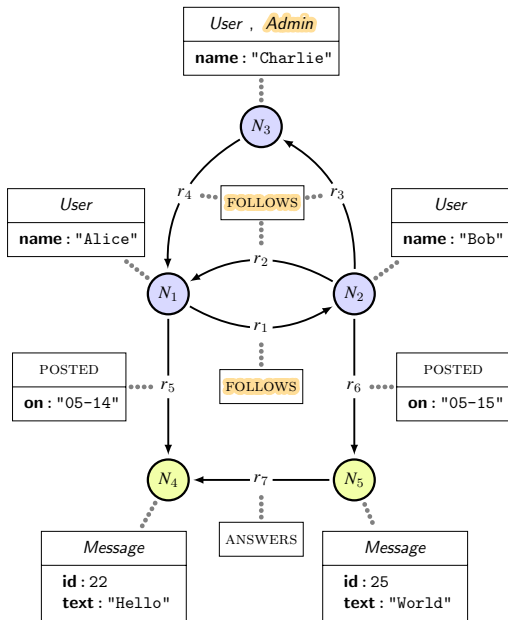 User , Admin
name : "Charlie"
N3
r4
FOLLOWS
r3
User
name : "Alice"
User
name : "Bob"
r2
N1
N2
r1
POSTED
on : "05-14"
r5
FOLLOWS
r6
POSTED
on : "05-15"
N4
r7
N5
Message
id : 22
text : "Hello"
ANSWERS
Message
id : 25
text : "World"